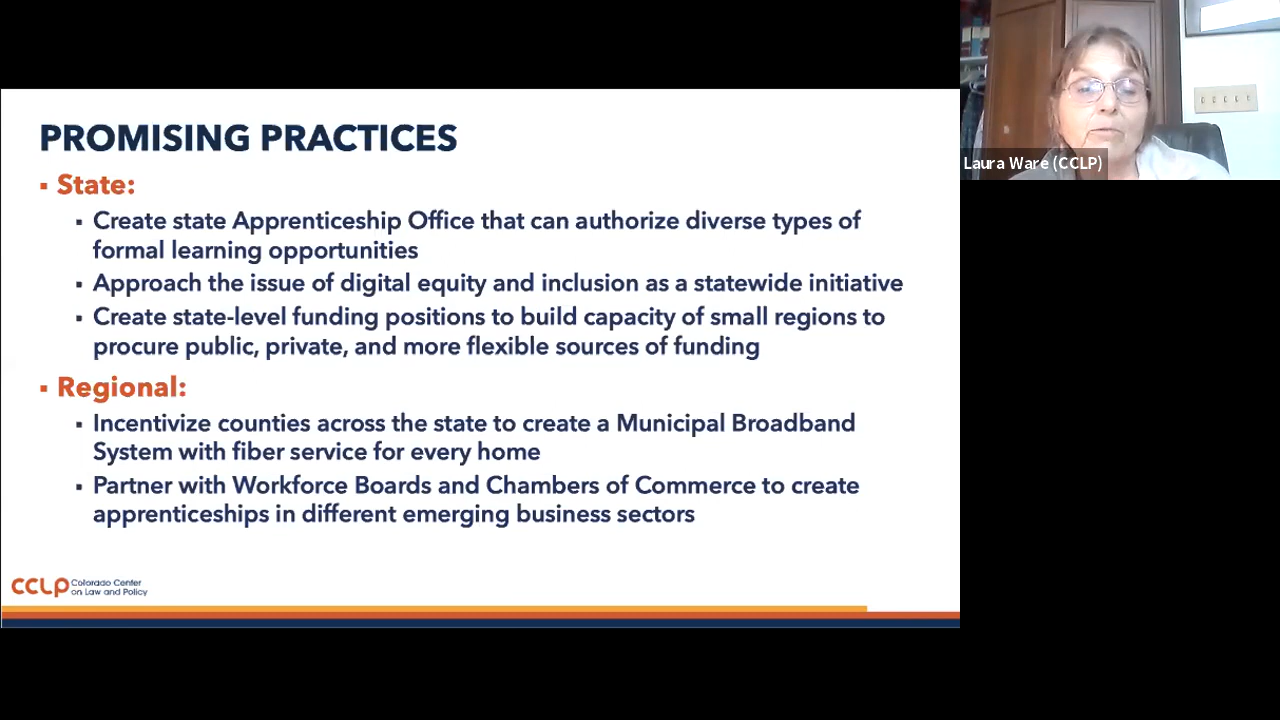 PROMISING PRACTICES
▪ State:
▪ Create state Apprenticeship Office that can authorize diverse types of
formal learning opportunities
▪ Approach the issue of digital equity and inclusion as a statewide initiative
▪ Create state-level funding positions to build capacity of small regions to
procure public, private, and more flexible sources of funding
▪ Regional:
▪ Incentivize counties across the state to create a Municipal Broadband
System with fiber service for every home
▪ Partner with Workforce Boards and Chambers of Commerce to create
apprenticeships in different emerging business sectors
CCLP Colorado Center
on Law and Policy
Laura Ware (CCLP)